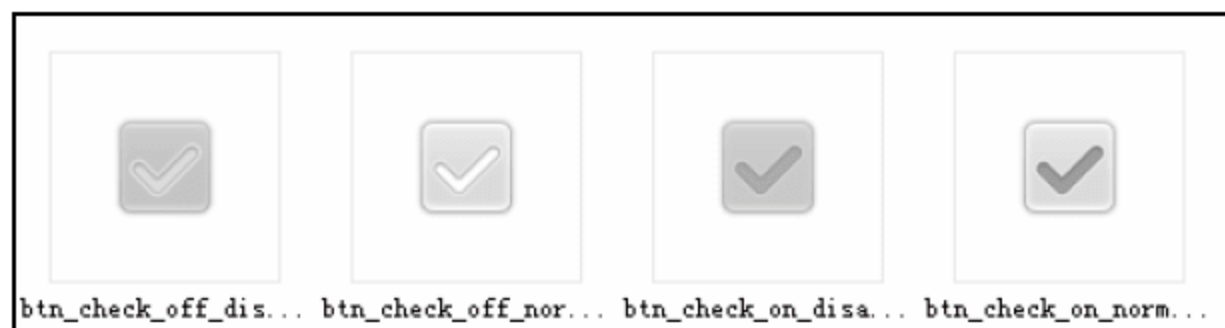 btn_check_off_dis...
btn_check_off_nor...
btn_check_on_disa...
btn_check_on_norm...